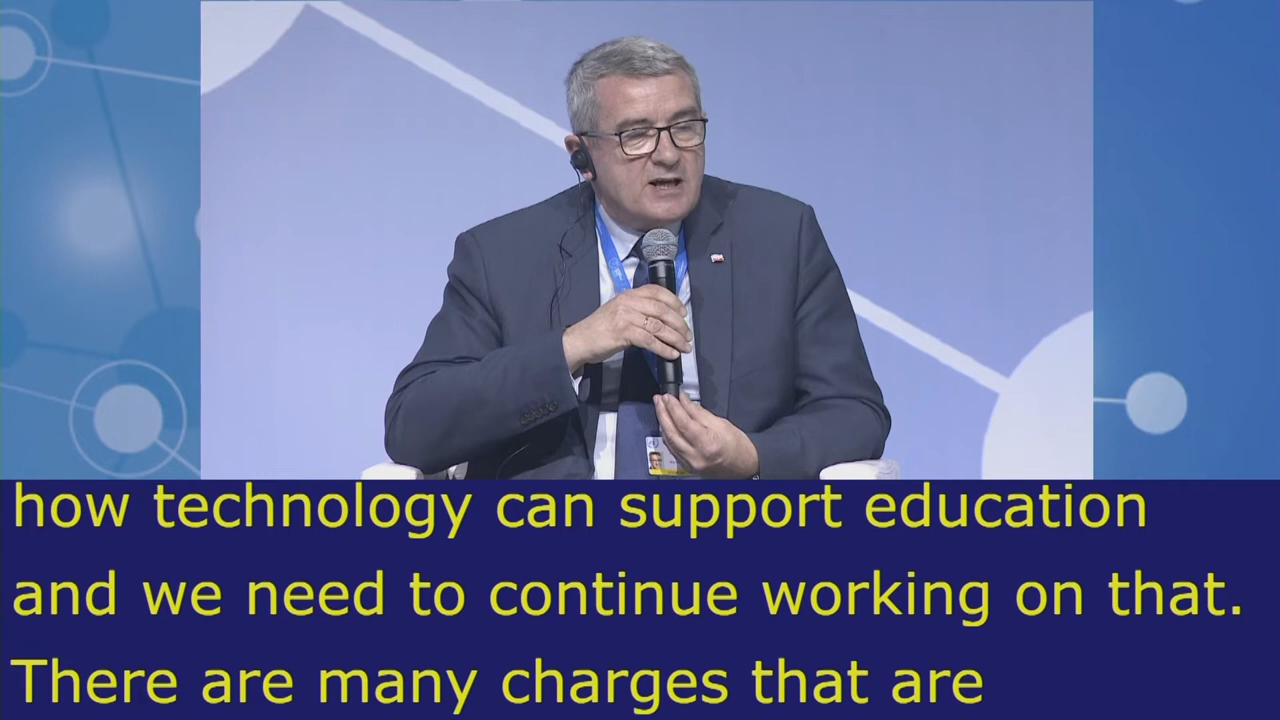 how technology can support education
and we need to continue working on that.
There are many charges that are